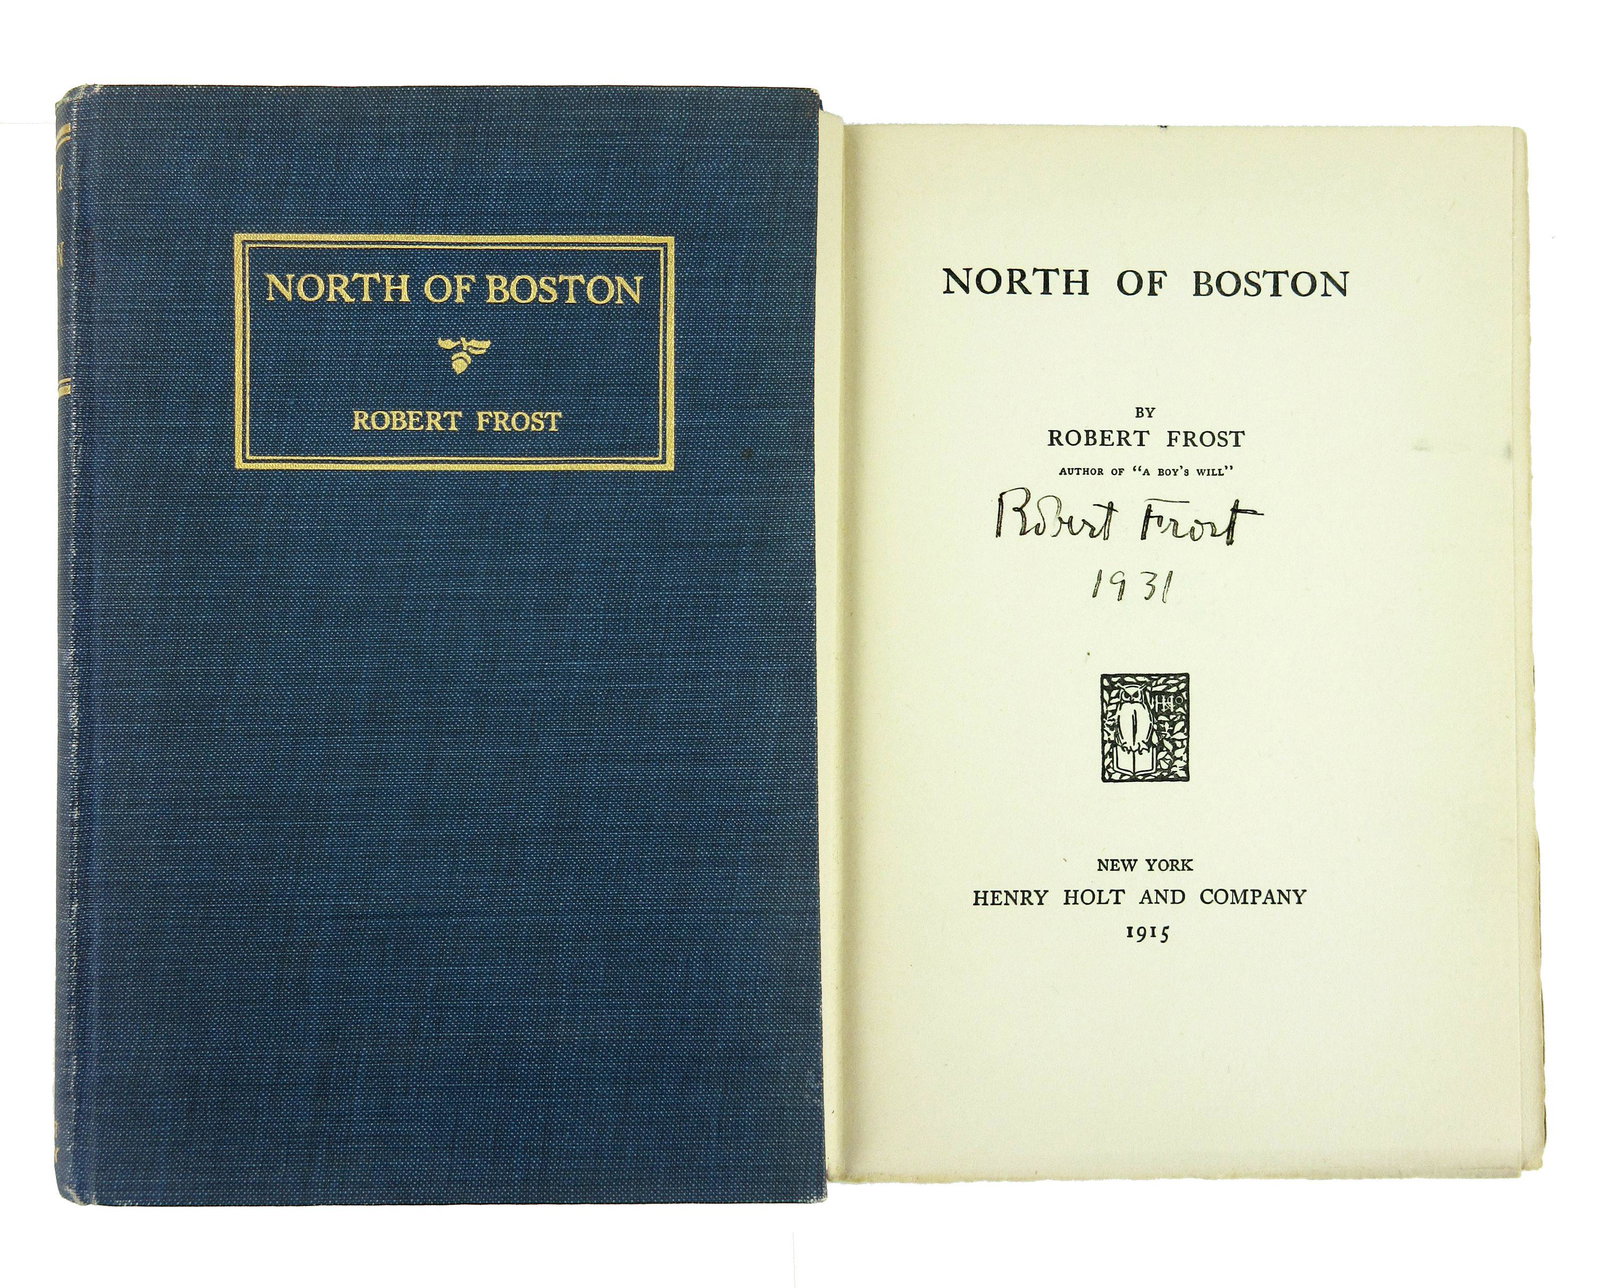 NORTH OF BOSTON
ROBERT FROST
NORTH OF BOSTON
BY
ROBERT FROST
AUTHOR OF "A BOY'S WILL"
Robert Frost
1931
NEW YORK
HENRY HOLT AND COMPANY
1915